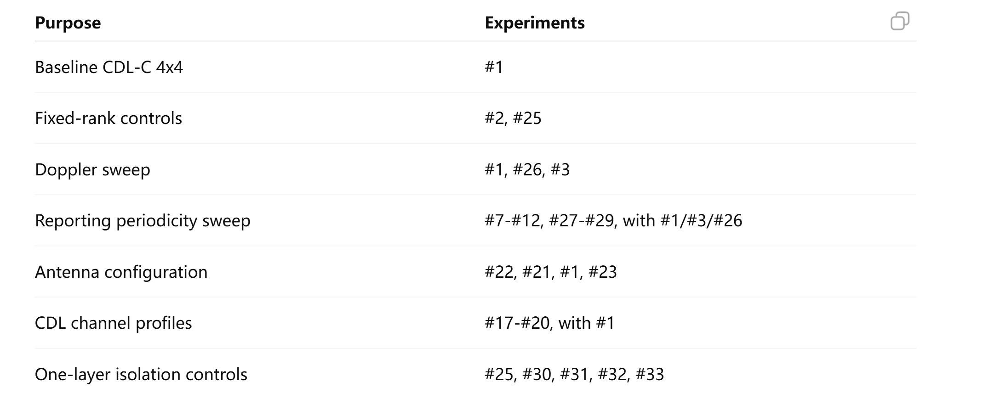 Purpose Experiments
Baseline CDL-C 4x4 #1
Fixed-rank controls #2, #25
Doppler sweep #1, #26, #3
Reporting periodicity sweep #7-#12, #27-#29, with #1/#3/#26
Antenna configuration #22, #21, #1, #23
CDL channel profiles #17-#20, with #1
One-layer isolation controls #25, #30, #31, #32, #33